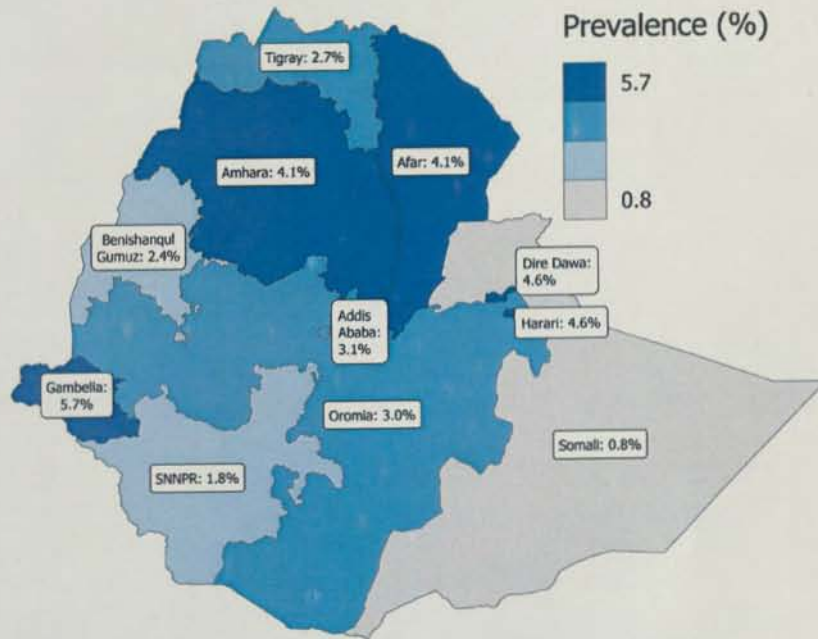 Prevalence (%)
5.7
0.8
Tigray: 2.7%
Amhara: 4.1%
Afar: 4.1%
Benishanqul
Gumuz: 2.4%
Dire Dawa:
4.6%
Addis
Ababa:
3.1%
Harari: 4.6%
Gambella:
5.7%
Oromia: 3.0%
Somali: 0.8%
SNNPR: 1.8%